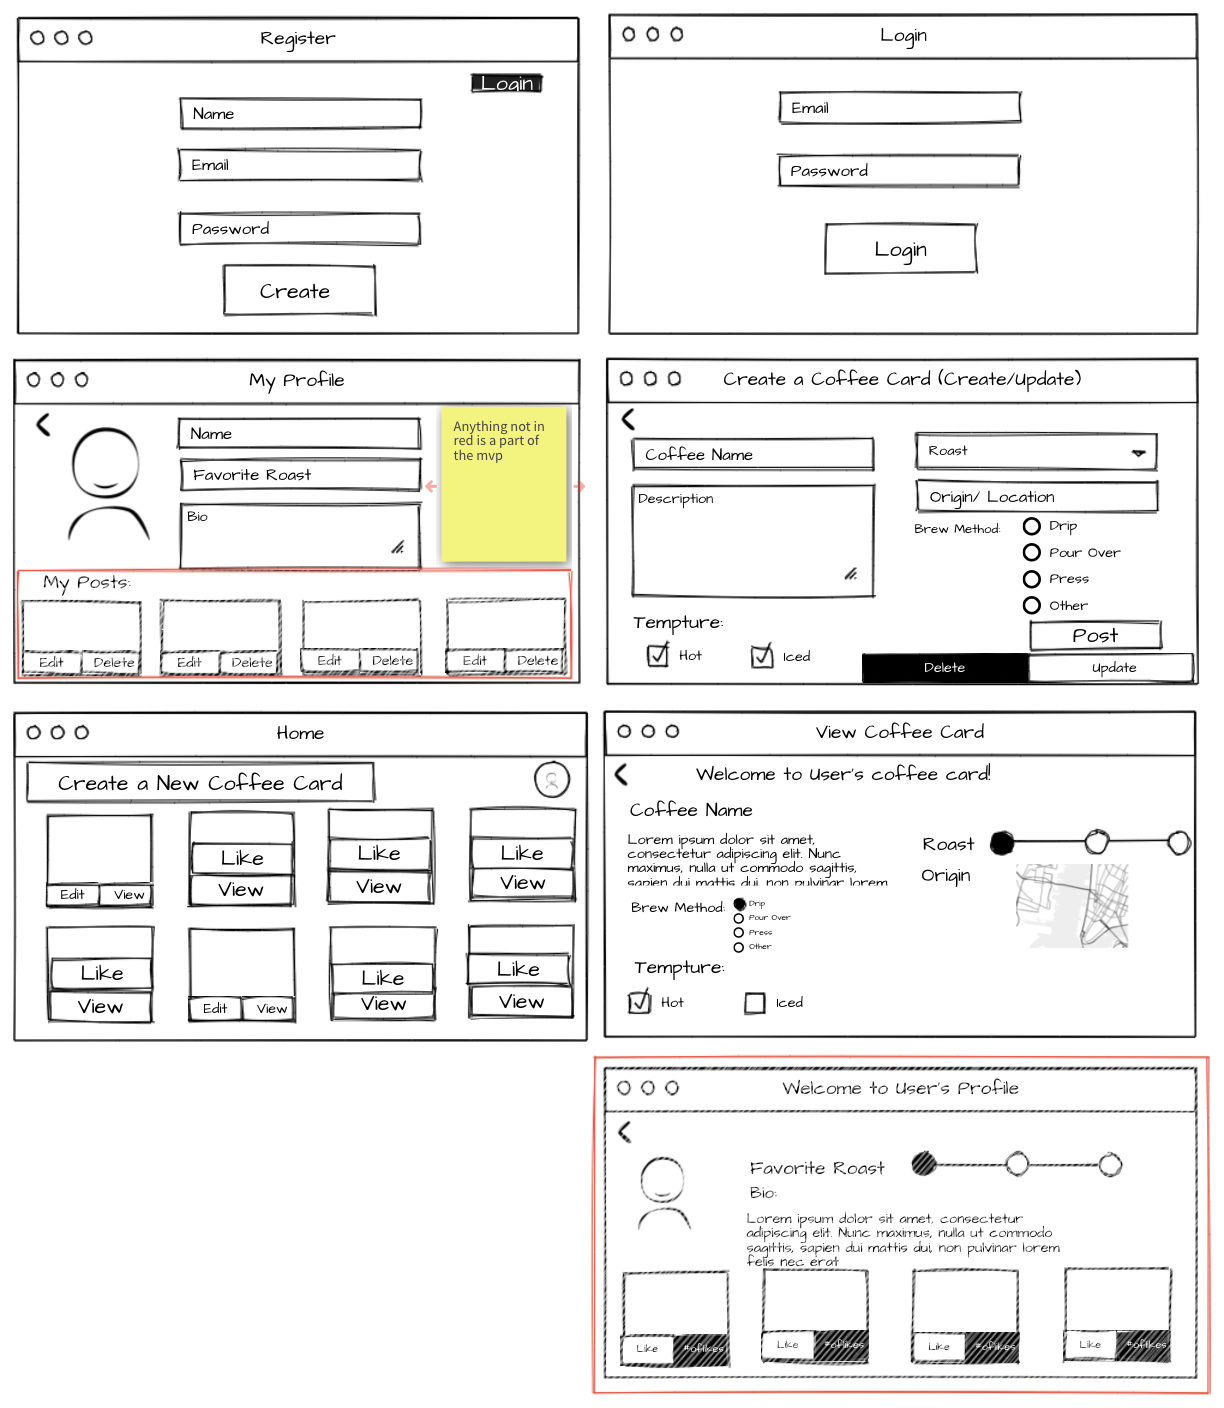 Register
Login
Name
Email
Password
Create
Login
Email
Password
Login
My Profile
Name
Favorite Roast
Bio
Anything not in
red is a part of
the mvp
My Posts:
Edit Delete
Edit Delete
Edit Delete
Edit Delete
Create a Coffee Card (Create/Update)
Coffee Name
Description
Roast
Origin/ Location
Brew Method:
Drip
Pour Over
Press
Other
Tempture:
Hot
Iced
Post
Delete
Update
Home
Create a New Coffee Card
Edit View
Like
View
Like
View
Like
View
Like
View
Edit View
Like
View
Like
View
View Coffee Card
Welcome to User's coffee card!
Coffee Name
Lorem ipsum dolor sit amet,
consectetur adipiscing elit. Nunc
maximus, nulla ut commodo sagittis,
sapien dui mattis dui, non pulvinar lorem
Roast
Origin
Brew Method:
Drip
Pour Over
Press
Other
Tempture:
Hot
Iced
Welcome to User's Profile
Favorite Roast
Bio:
Lorem ipsum dolor sit amet, consectetur
adipiscing elit. Nunc maximus, nulla ut commodo
sagittis, sapien dui mattis dui, non pulvinar lorem
felis nec erat
Like #oflikes
Like #oflikes
Like #oflikes
Like #oflikes